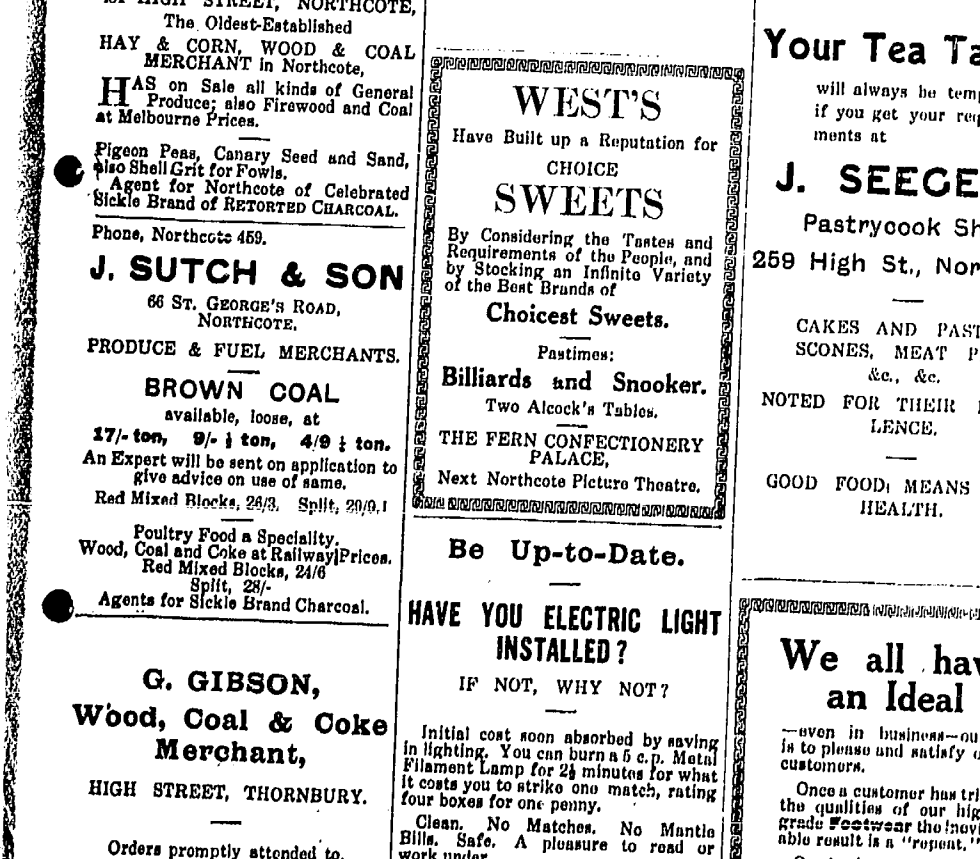 HIGH STREET, NORTHCOTE,
The Oldest-Established
HAY & CORN, WOOD & COAL
MERCHANT in Northcote,
HAS on Sale all kinds of General
Produce; also Firewood and Coal
at Melbourne Prices.
Pigeon Peas, Canary Seed and Sand,
also Shell Grit for Fowls.
Agent for Northcote of Celebrated
Sickle Brand of RETORTED CHARCOAL.
Phone, Northcote 459.
J. SUTCH & SON
66 ST. GEORGE'S ROAD,
NORTHCOTE,
PRODUCE & FUEL MERCHANTS.
BROWN COAL
available, loose, at
17/- ton, 9/- ½ ton, 4/9 ¼ ton.
An Expert will be sent on application to
give advice on use of same.
Red Mixed Blocks, 26/3. Split, 29/9.
Poultry Food a Speciality.
Wood, Coal and Coke at Railway Prices.
Red Mixed Blocks, 24/6
Split, 28/-
Agents for Sickle Brand Charcoal.
G. GIBSON,
Wood, Coal & Coke
Merchant,
HIGH STREET, THORNBURY.
Orders promptly attended to.
WEST'S
Have Built up a Reputation for
CHOICE
SWEETS
By Considering the Tastes and
Requirements of the People, and
by Stocking an Infinite Variety
of the Best Brands of
Choicest Sweets.
Pastimes:
Billiards and Snooker.
Two Alcock's Tables.
THE FERN CONFECTIONERY
PALACE,
Next Northcote Picture Theatre.
Be Up-to-Date.
HAVE YOU ELECTRIC LIGHT
INSTALLED?
IF NOT, WHY NOT?
Initial cost soon absorbed by saving
in lighting. You can burn a 5 c.p. Metal
Filament Lamp for 2½ minutes for what
it costs you to strike one match, rating
four boxes for one penny.
Clean. No Matches. No Mantle
Bills. Safe. A pleasure to read or
work under.
Your Tea Ta
will always be temp
if you get your req
ments at
J. SEEGE
Pastrycook Sh
259 High St., Nor
CAKES AND PAST
SCONES, MEAT P
&c., &c.
NOTED FOR THEIR
LENCE.
GOOD FOOD MEANS
HEALTH.
We all hav
an Ideal
—even in business—ou
is to please and satisfy
customers.
Once a customer has tri
the qualities of our hig
grade Footwear the inevi
able result is a "repeat,"